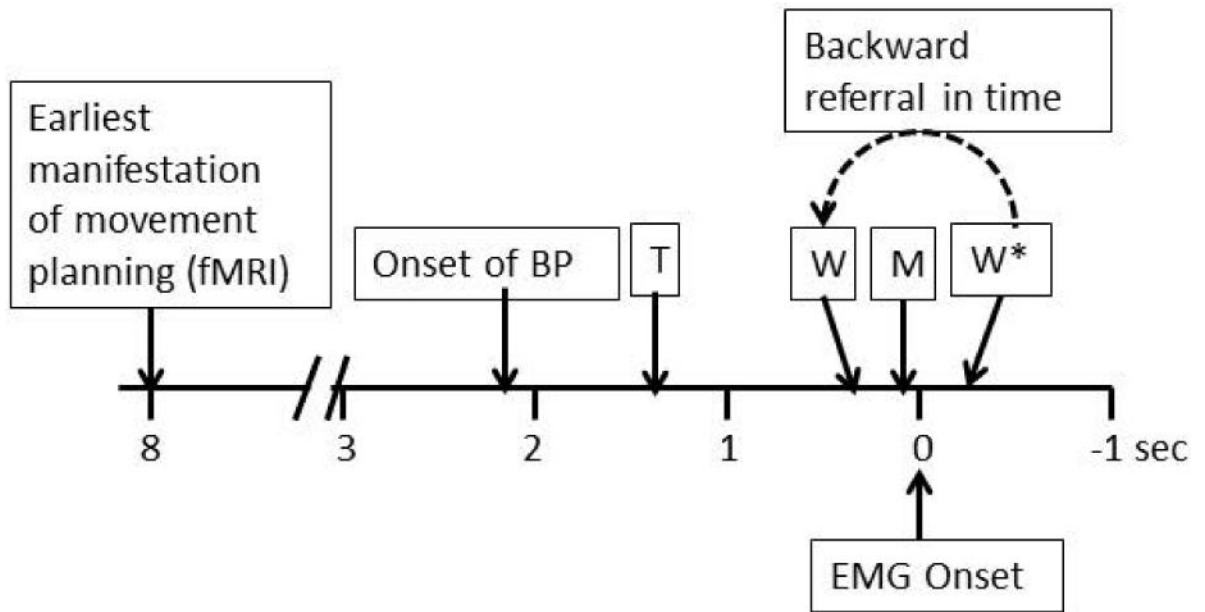 Backward
referral in time
Earliest
manifestation
of movement
planning (fMRI)
Onset of BP
T
W
M
W*
8
3
2
1
0
-1 sec
EMG Onset